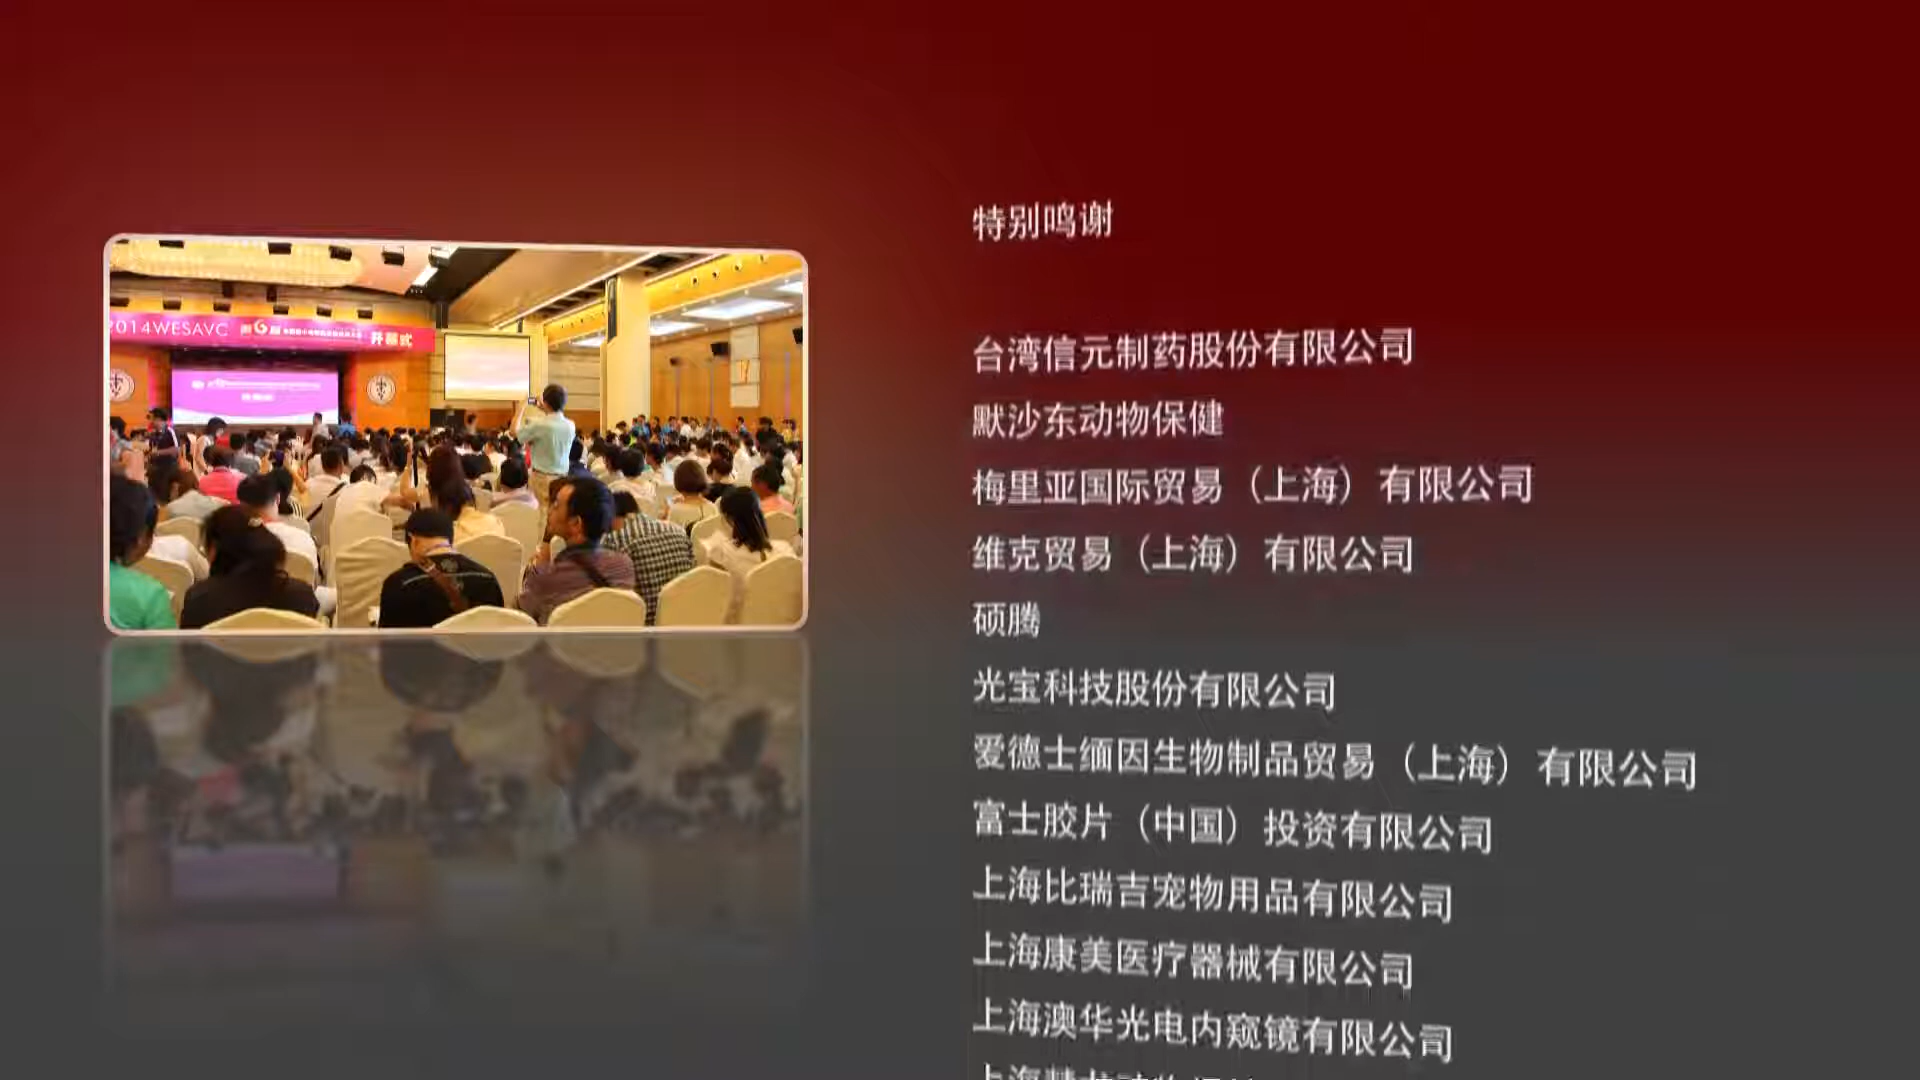 2014WESAVC 第6届
开幕式
特别鸣谢
台湾信元制药股份有限公司
默沙东动物保健
梅里亚国际贸易（上海）有限公司
维克贸易（上海）有限公司
硕腾
光宝科技股份有限公司
爱德士缅因生物制品贸易（上海）有限公司
富士胶片（中国）投资有限公司
上海比瑞吉宠物用品有限公司
上海康美医疗器械有限公司
上海澳华光电内窥镜有限公司